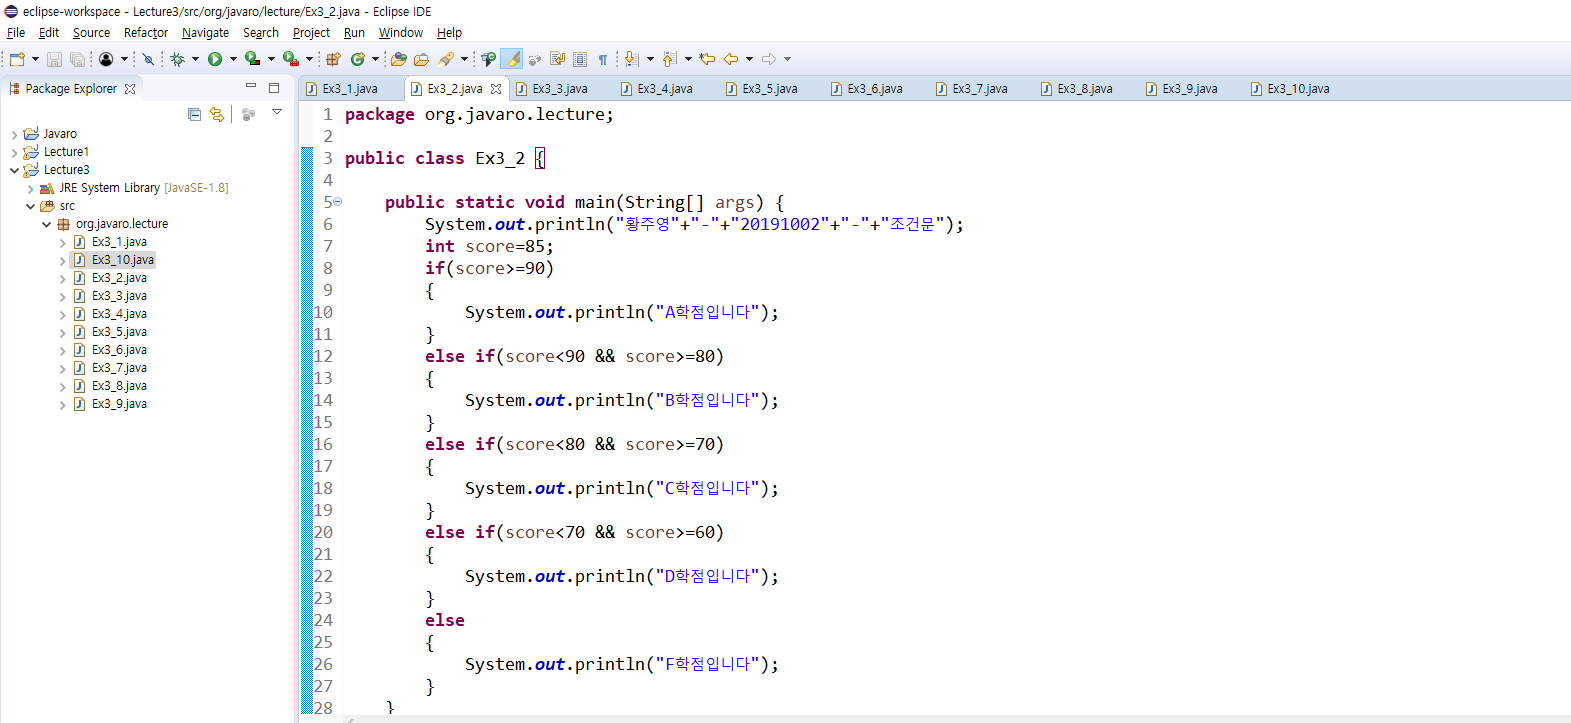 eclipse-workspace - Lecture3/src/org/javaro/lecture/Ex3_2.java - Eclipse IDE
File Edit Source Refactor Navigate Search Project Run Window Help
Package Explorer
Javaro
Lecture1
Lecture3
JRE System Library [JavaSE-1.8]
src
org.javaro.lecture
Ex3_1.java
Ex3_10.java
Ex3_2.java
Ex3_3.java
Ex3_4.java
Ex3_5.java
Ex3_6.java
Ex3_7.java
Ex3_8.java
Ex3_9.java
Ex3_1.java Ex3_2.java Ex3_3.java Ex3_4.java Ex3_5.java Ex3_6.java Ex3_7.java Ex3_8.java Ex3_9.java Ex3_10.java
1 package org.javaro.lecture;
2
3 public class Ex3_2 {
4
5 public static void main(String[] args) {
6 System.out.println("황주영"+"-"+"20191002"+"-"+"조건문");
7 int score=85;
8 if(score>=90)
9 {
10 System.out.println("A학점입니다");
11 }
12 else if(score<90 && score>=80)
13 {
14 System.out.println("B학점입니다");
15 }
16 else if(score<80 && score>=70)
17 {
18 System.out.println("C학점입니다");
19 }
20 else if(score<70 && score>=60)
21 {
22 System.out.println("D학점입니다");
23 }
24 else
25 {
26 System.out.println("F학점입니다");
27 }
28 }